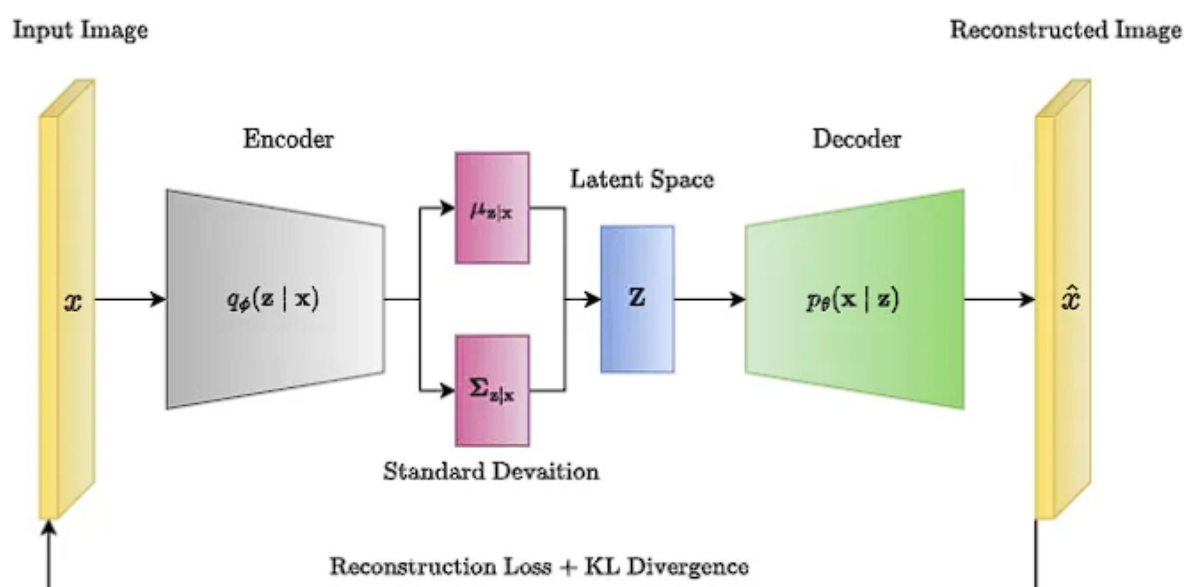 Input Image
Reconstructed Image
Encoder
Decoder
Latent Space
μz|x
x
qϕ(z | x)
Z
pθ(x | z)
x̂
Σz|x
Standard Devaition
Reconstruction Loss + KL Divergence